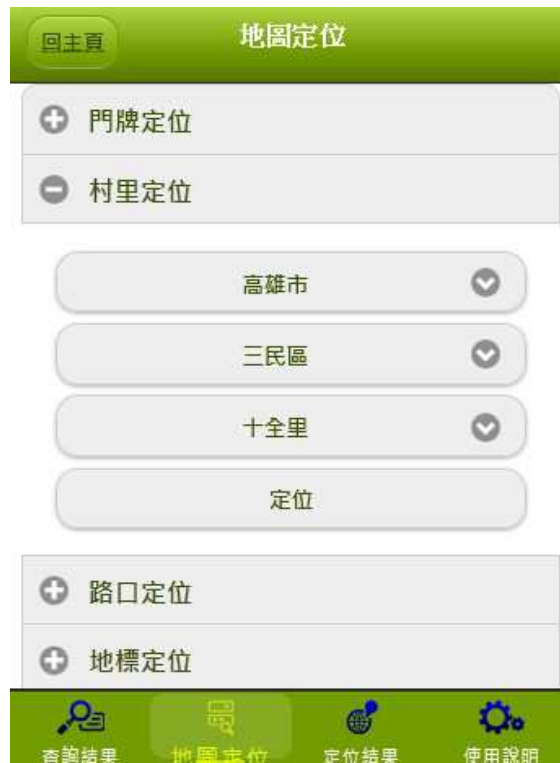 回主頁
地圖定位
門牌定位
村里定位
高雄市
三民區
十全里
定位
路口定位
地標定位
查詢結果
地圖定位
定位結果
使用說明